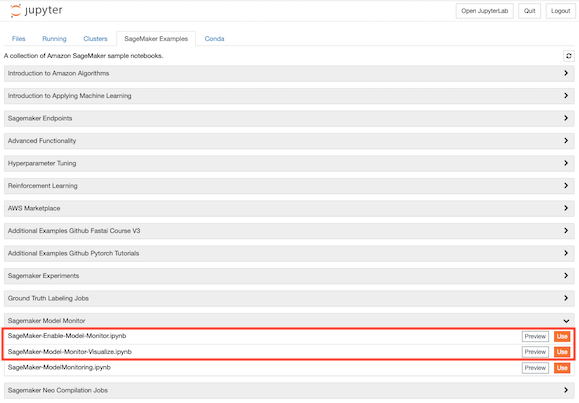 jupyter
Open JupyterLab Quit Logout
Files Running Clusters SageMaker Examples Conda
A collection of Amazon SageMaker sample notebooks.
Introduction to Amazon Algorithms
Introduction to Applying Machine Learning
Sagemaker Endpoints
Advanced Functionality
Hyperparameter Tuning
Reinforcement Learning
AWS Marketplace
Additional Examples Github Fastai Course V3
Additional Examples Github Pytorch Tutorials
Sagemaker Experiments
Ground Truth Labeling Jobs
Sagemaker Model Monitor
SageMaker-Enable-Model-Monitor.ipynb Preview Use
SageMaker-Model-Monitor-Visualize.ipynb Preview Use
SageMaker-ModelMonitoring.ipynb Preview Use
Sagemaker Neo Compilation Jobs